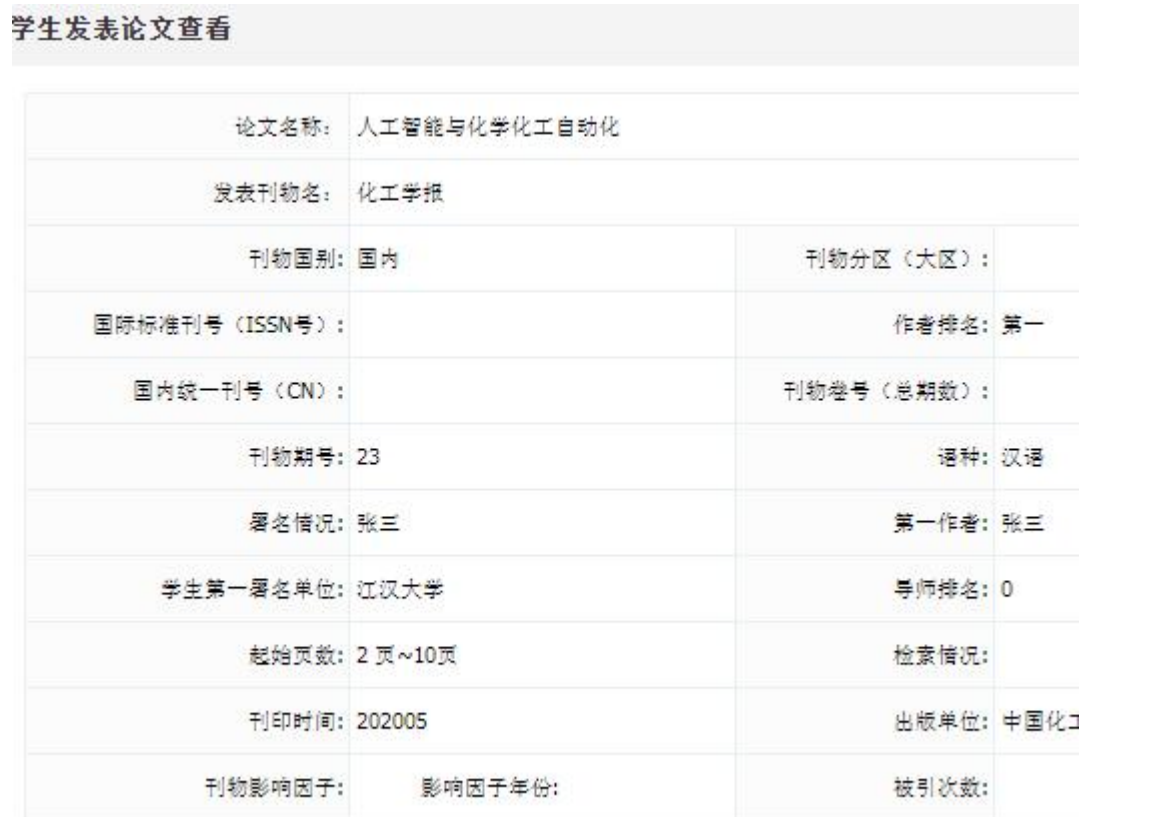 学生发表论文查看
论文名称: 人工智能与化学化工自动化
发表刊物名: 化工学报
刊物国别: 国内 刊物分区（大区）:
国际标准刊号（ISSN号）: 作者排名: 第一
国内统一刊号（CN）: 刊物卷号（总期数）:
刊物期号: 23 语种: 汉语
署名情况: 张三 第一作者: 张三
学生第一署名单位: 江汉大学 导师排名: 0
起始页数: 2 页~10页 检索情况:
刊印时间: 202005 出版单位: 中国化工
刊物影响因子: 影响因子年份: 被引次数: